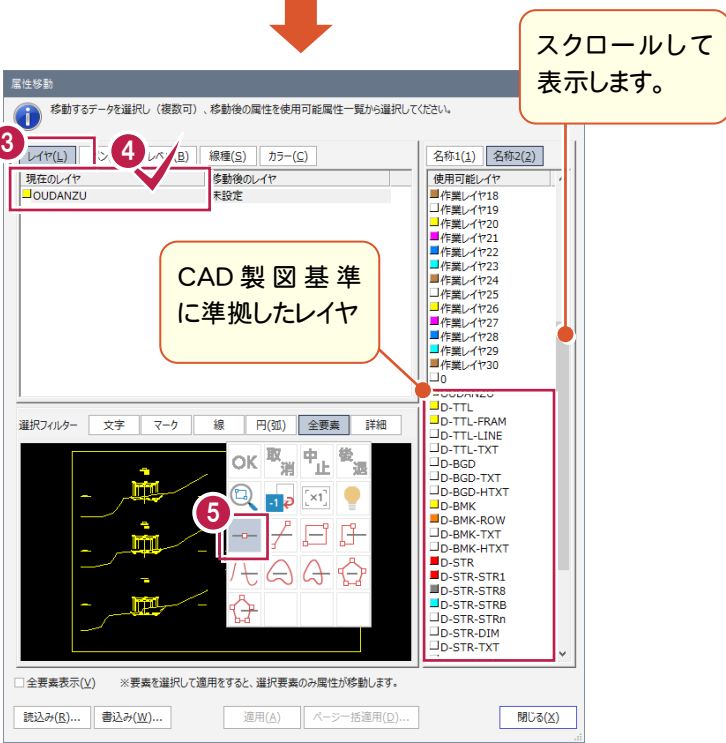 スクロールして
表示します。
属性移動
移動するデータを選択し（複数可）、移動後の属性を使用可能属性一覧から選択してください。
3
4
レイヤ(L)
(B)
線種(S)
カラー(C)
名称1(1)
名称2(2)
現在のレイヤ
移動後のレイヤ
OUDANZU
未設定
使用可能レイヤ
作業レイヤ18
作業レイヤ19
作業レイヤ20
作業レイヤ21
作業レイヤ22
作業レイヤ23
作業レイヤ24
作業レイヤ25
作業レイヤ26
作業レイヤ27
作業レイヤ28
作業レイヤ29
作業レイヤ30
0
OUDANZU
D-TTL
D-TTL-FRAM
D-TTL-LINE
D-TTL-TXT
D-BGD
D-BGD-TXT
D-BGD-HTXT
D-BMK
D-BMK-ROW
D-BMK-TXT
D-BMK-HTXT
D-STR
D-STR-STR1
D-STR-STR8
D-STR-STRB
D-STR-STRn
D-STR-DIM
D-STR-TXT
CAD製図基準
に準拠したレイヤ
選択フィルター
文字
マーク
線
円(弧)
全要素
詳細
OK
取消
中止
後退
-1
[×1]
5
全要素表示(V)
※要素を選択して適用をすると、選択要素のみ属性が移動します。
読込み(R)...
書込み(W)...
適用(A)
ページ一括適用(D)...
閉じる(X)